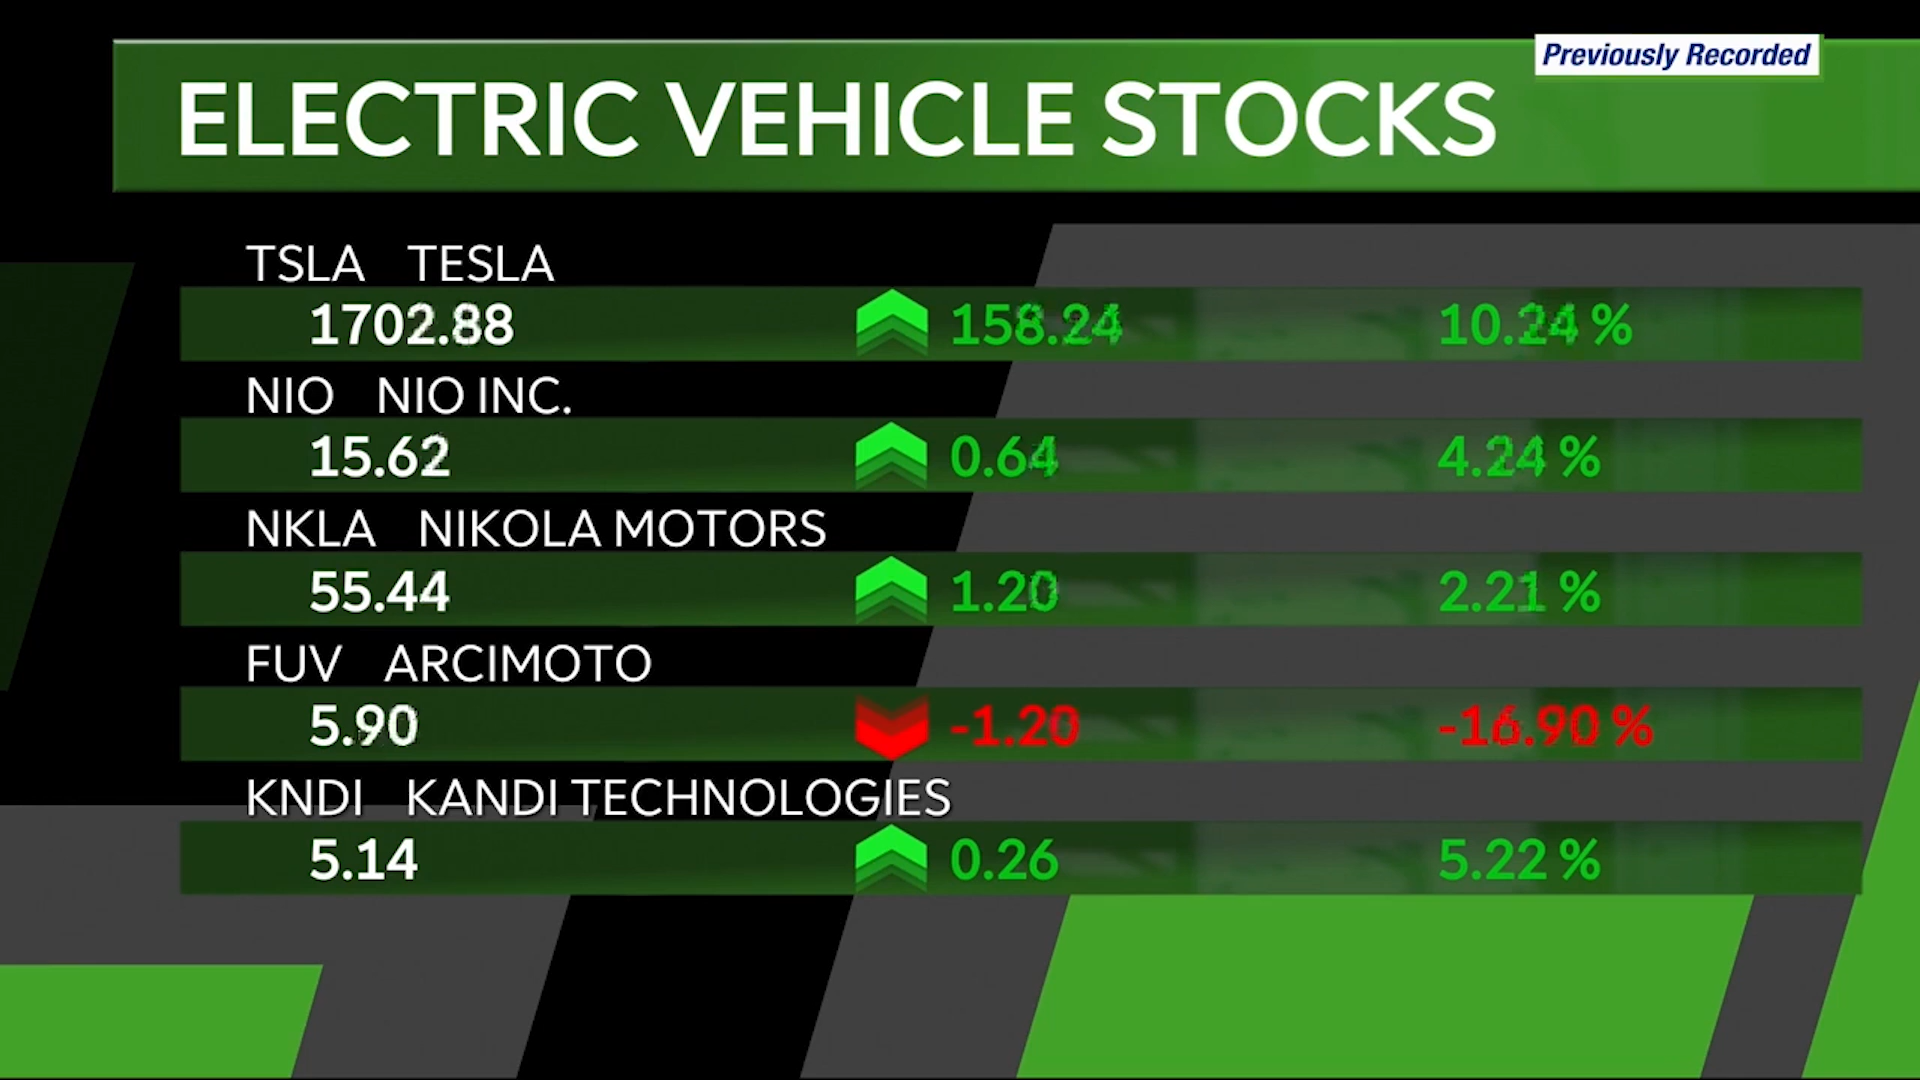 Previously Recorded
ELECTRIC VEHICLE STOCKS
TSLA TESLA
1702.88 158.24 10.24 %
NIO NIO INC.
15.62 0.64 4.24 %
NKLA NIKOLA MOTORS
55.44 1.20 2.21 %
FUV ARCIMOTO
5.90 -1.20 -16.90 %
KNDI KANDI TECHNOLOGIES
5.14 0.26 5.22 %